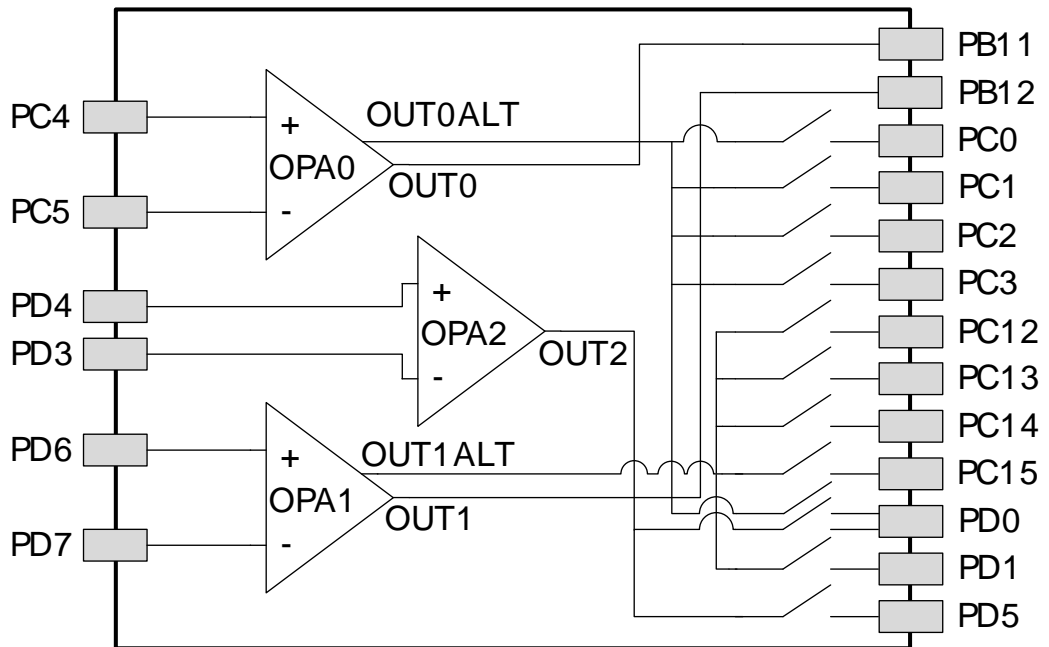 PB11
PB12
PC4
+
OUT0ALT
PC0
OPA0
OUT0
PC1
PC5
-
PC2
PC3
PD4
+
PC12
OPA2
PD3
OUT2
-
PC13
PC14
PD6
+
OUT1ALT
PC15
OPA1
OUT1
PD0
PD7
-
PD1
PD5